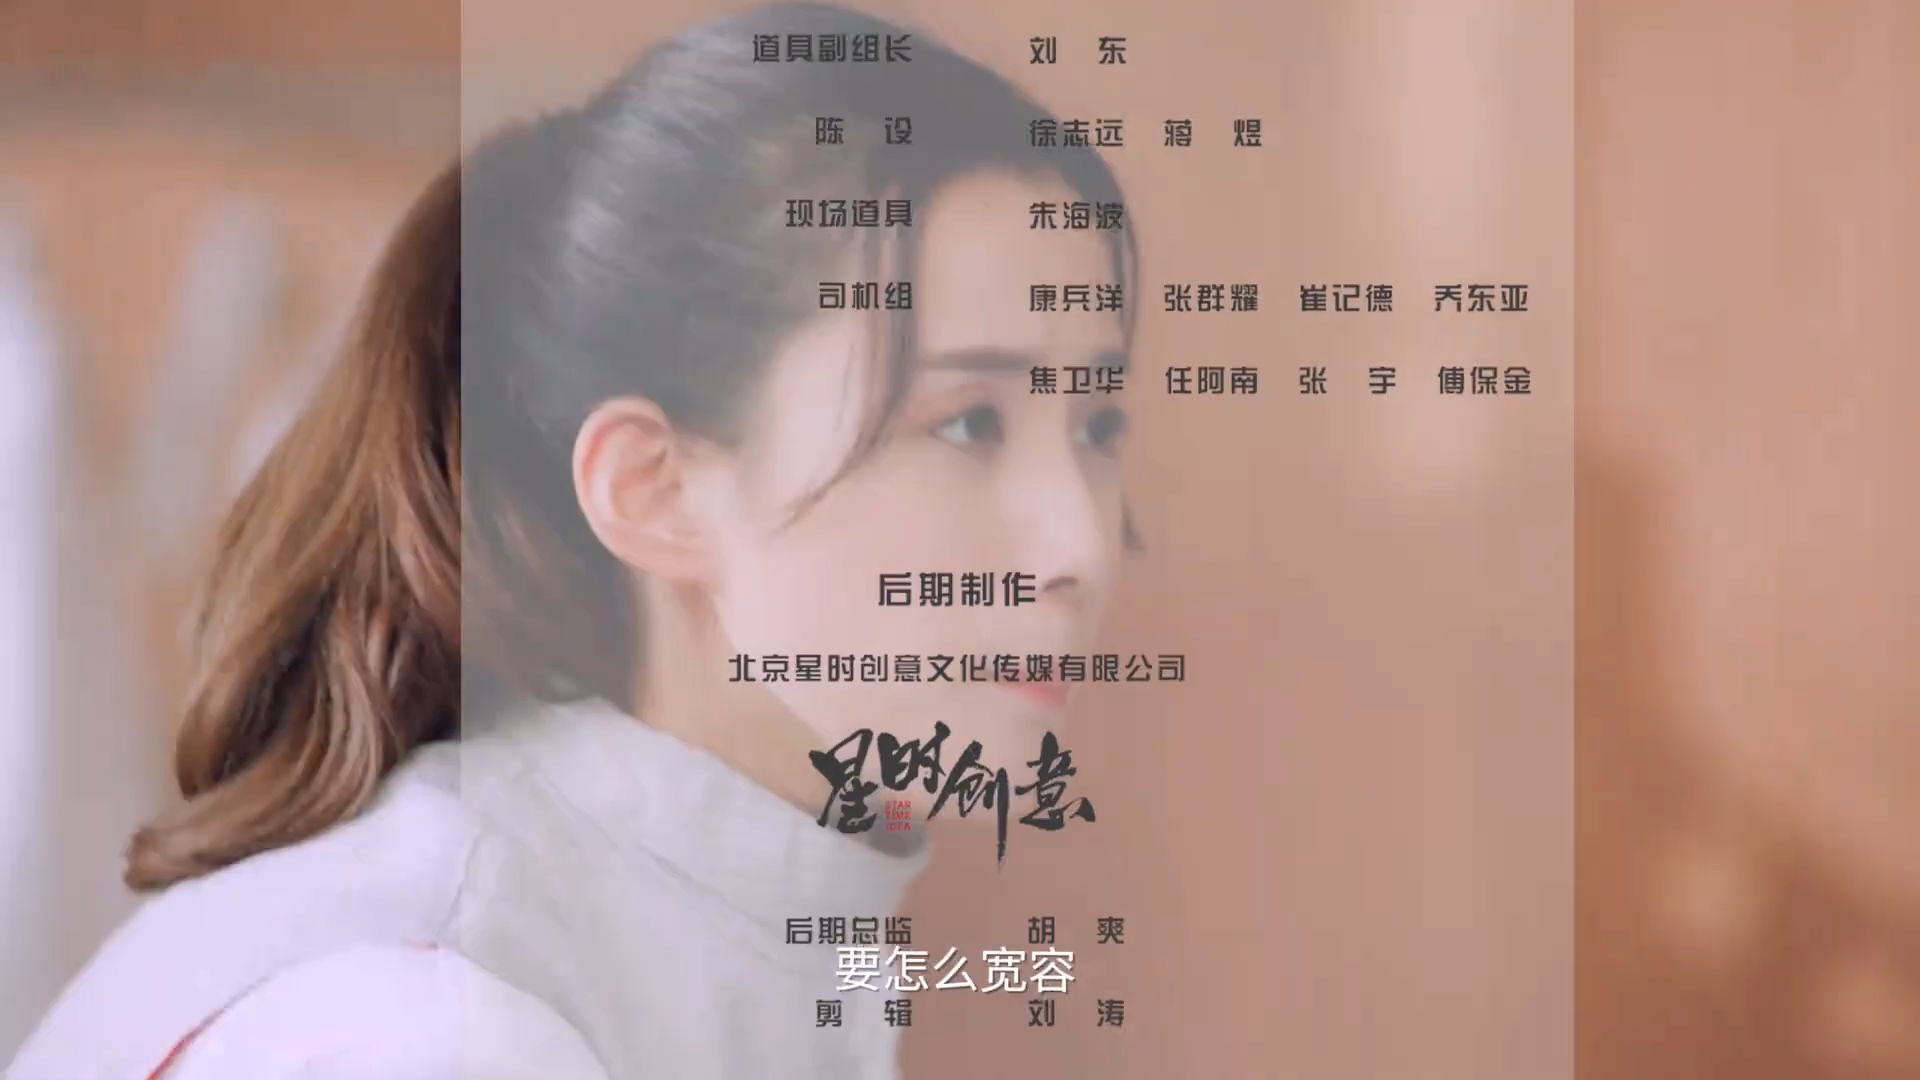 道具副组长 刘 东
陈 设 徐志远 蒋 煜
现场道具 朱海波
司机组 康兵洋 张群耀 崔记德 乔东亚
焦卫华 任阿南 张 宇 傅保金
后期制作
北京星时创意文化传媒有限公司
星时创意
STAR
TIME
IDEA
后期总监 胡 爽
要怎么宽容
剪 辑 刘 涛